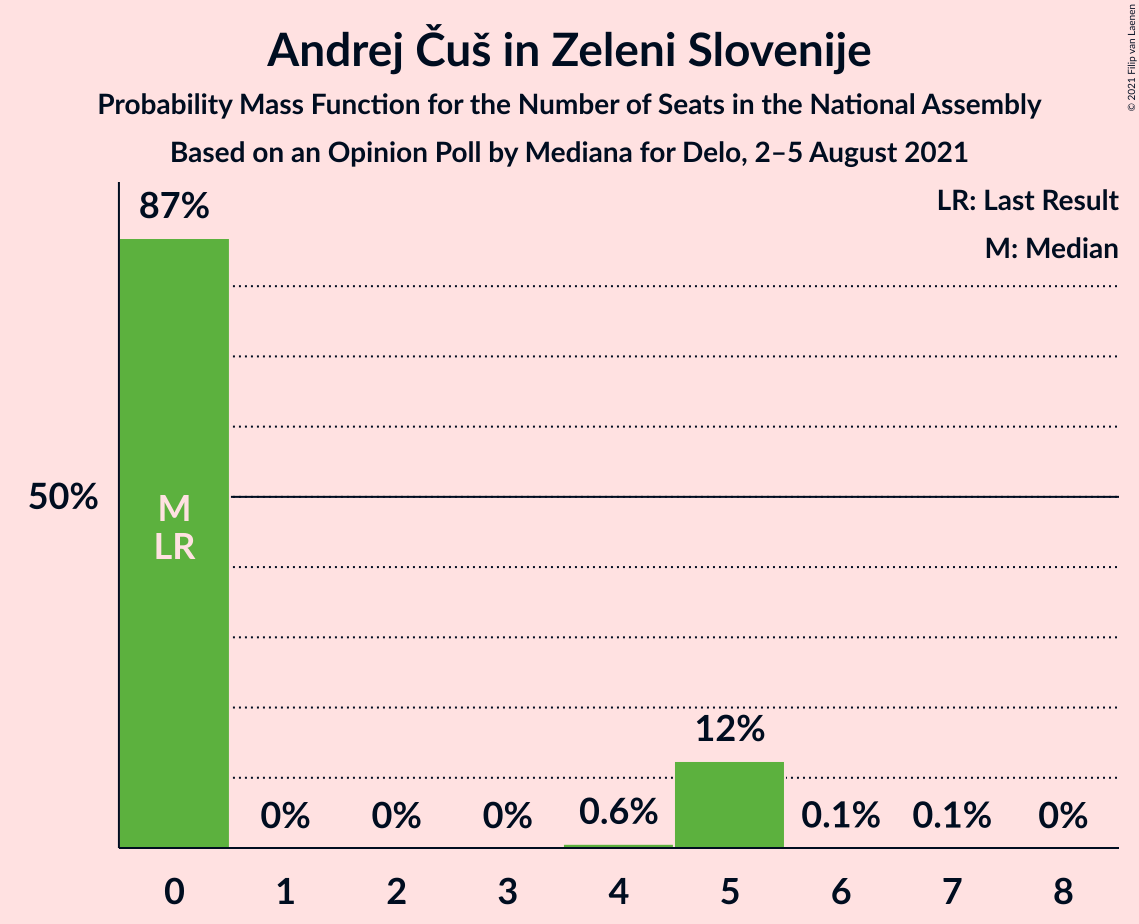 Andrej Čuš in Zeleni Slovenije
Probability Mass Function for the Number of Seats in the National Assembly
Based on an Opinion Poll by Mediana for Delo, 2–5 August 2021
© 2021 Filip van Laenen
LR: Last Result
M: Median
87%
50%
M
LR
0%
0%
0%
0.6%
12%
0.1%
0.1%
0%
0 1 2 3 4 5 6 7 8